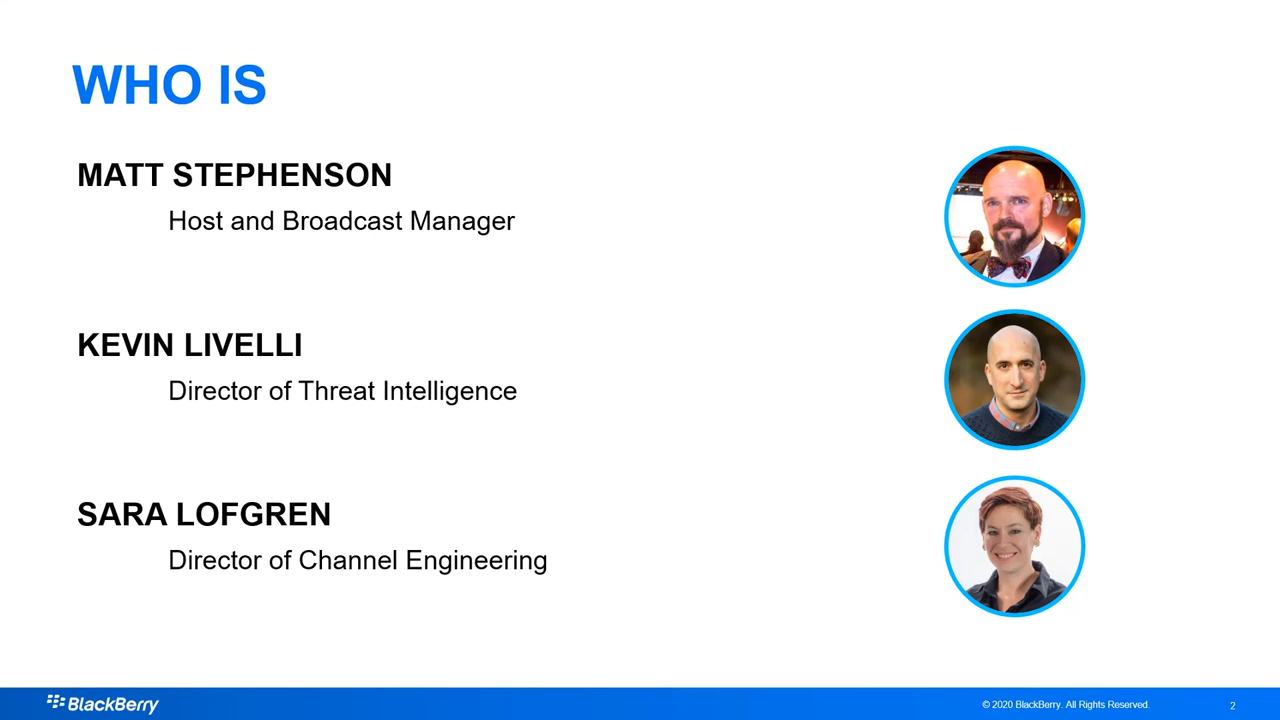 WHO IS
MATT STEPHENSON
Host and Broadcast Manager
KEVIN LIVELLI
Director of Threat Intelligence
SARA LOFGREN
Director of Channel Engineering
BlackBerry
© 2020 BlackBerry. All Rights Reserved.
2